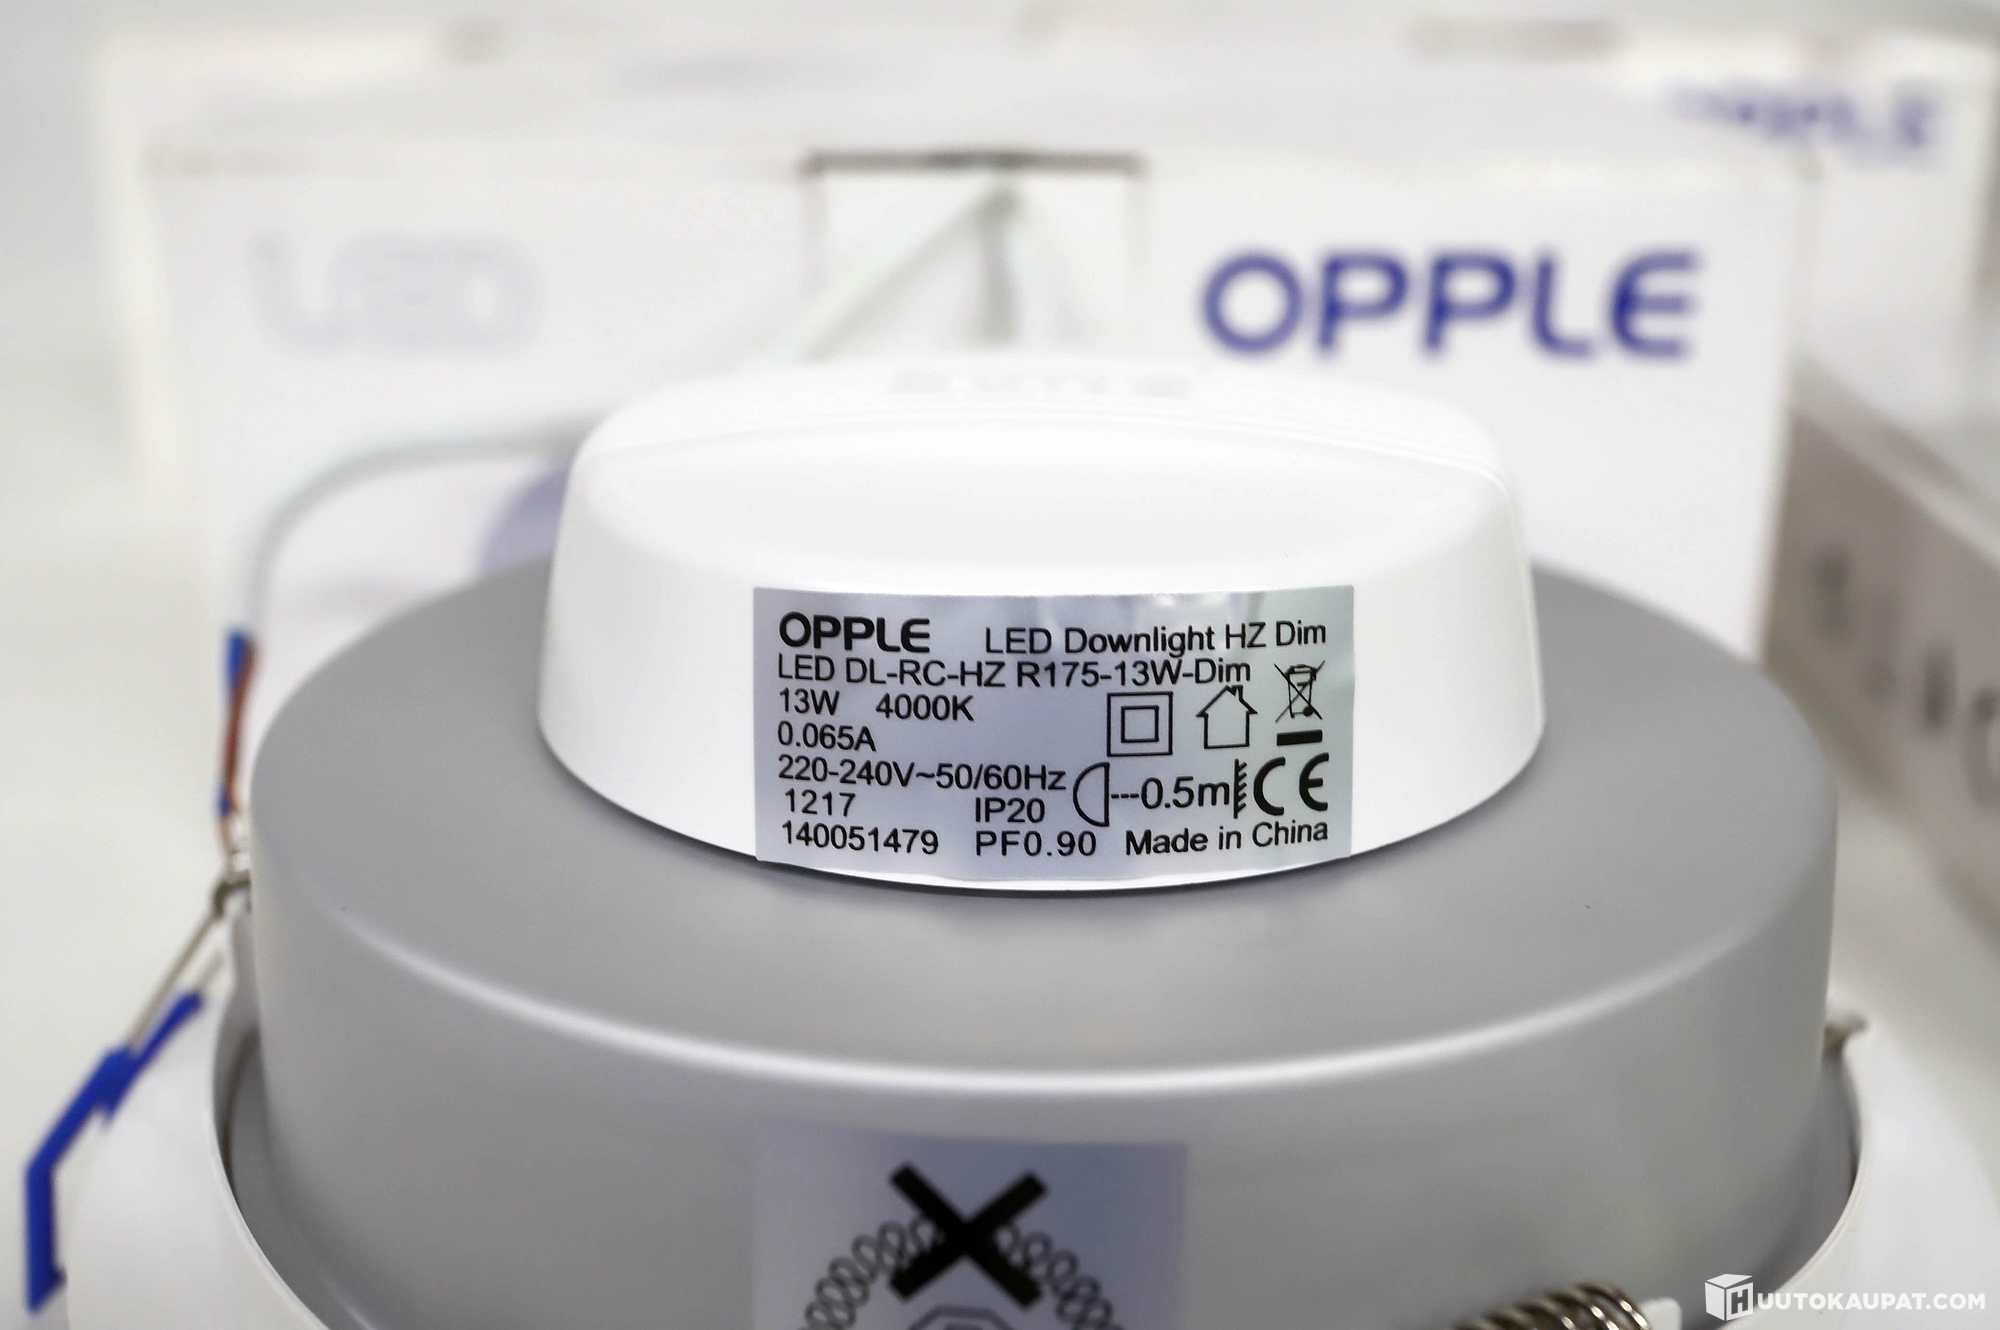 OPPLE
LED
OPPLE
OPPLE LED Downlight HZ Dim
LED DL-RC-HZ R175-13W-Dim
13W 4000K
0.065A
220-240V~50/60Hz ---0.5m CE
1217 IP20
140051479 PF0.90 Made in China
HUUTOKAUPAT.COM